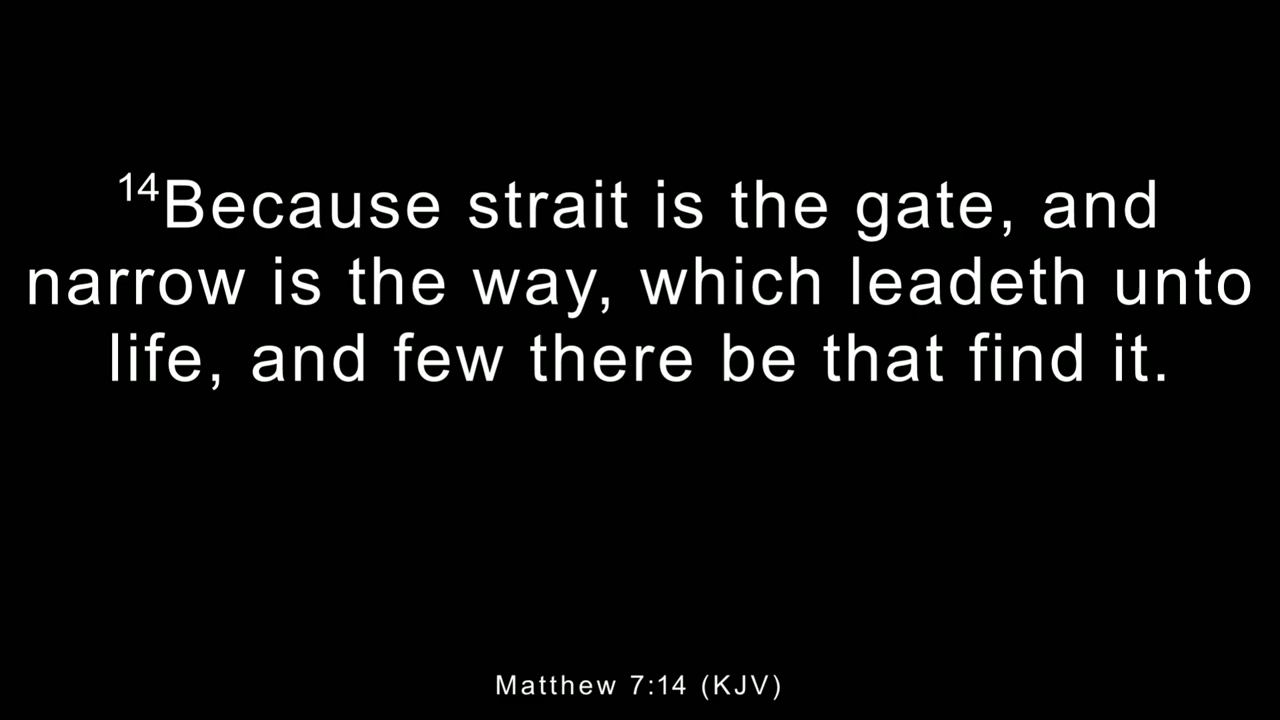 14Because strait is the gate, and
narrow is the way, which leadeth unto
life, and few there be that find it.
Matthew 7:14 (KJV)